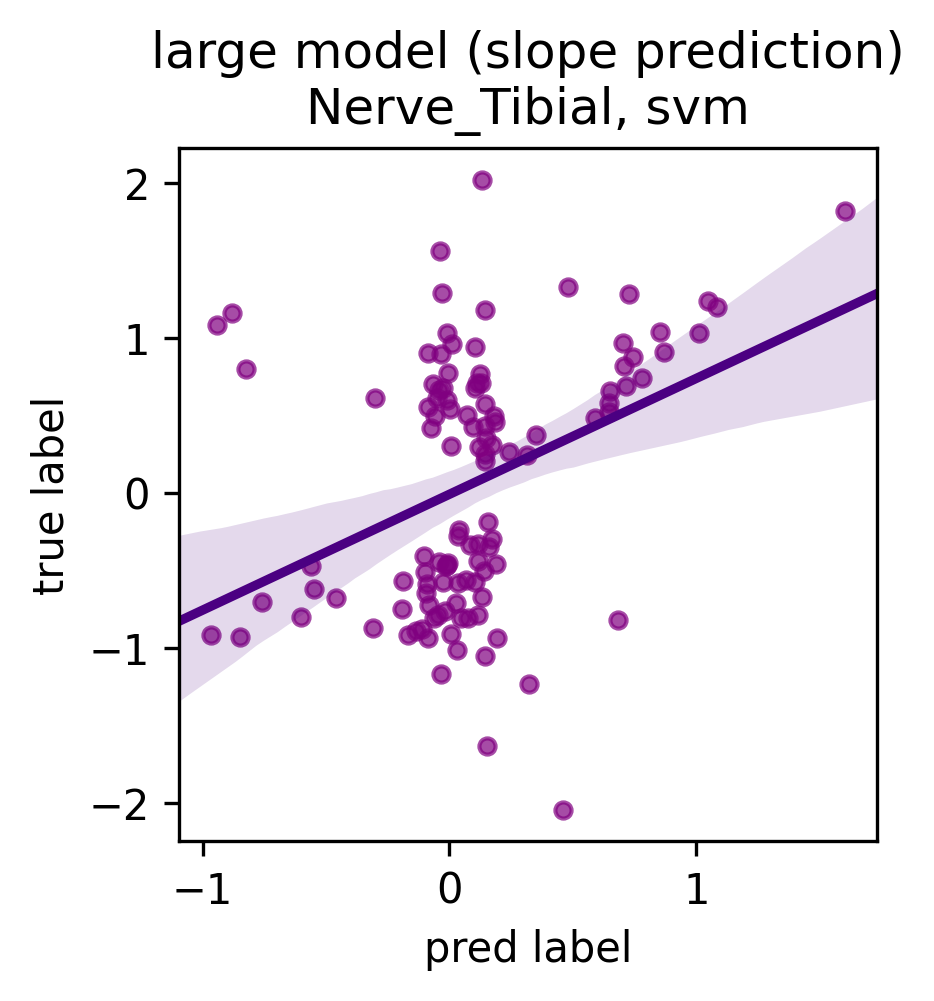 large model (slope prediction)
Nerve_Tibial, svm
2
1
0
−1
−2
true label
−1
0
1
pred label